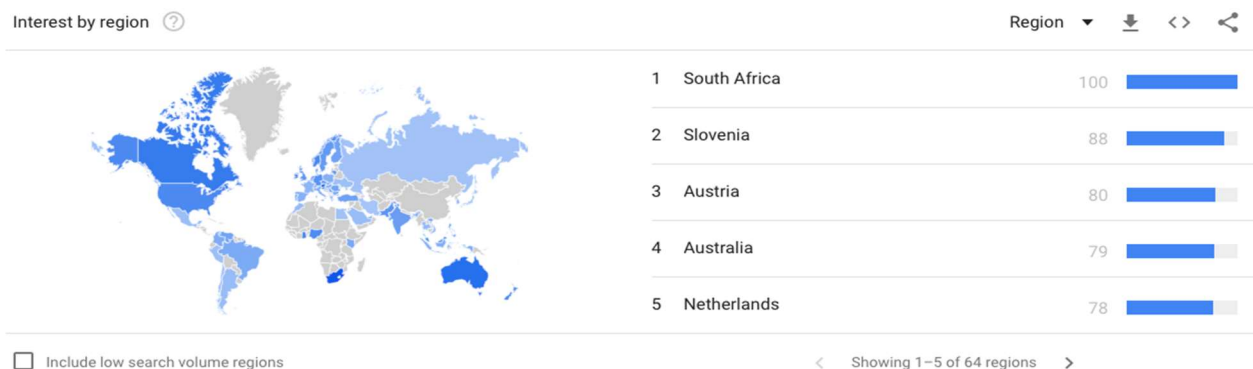 Interest by region
Region
1 South Africa 100
2 Slovenia 88
3 Austria 80
4 Australia 79
5 Netherlands 78
Include low search volume regions
Showing 1–5 of 64 regions